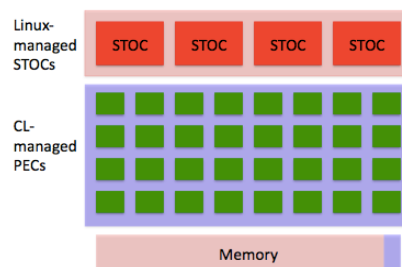 Linux-
managed
STOCs
STOC STOC STOC STOC
CL-
managed
PECs
Memory